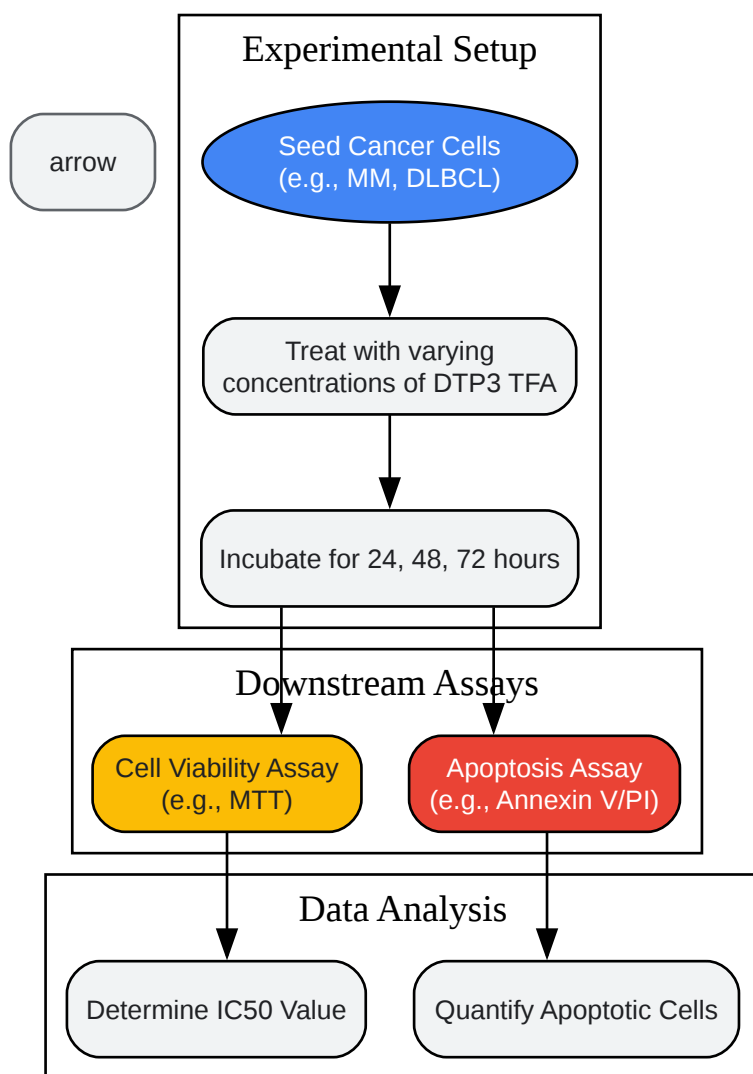 Experimental Setup
arrow
Seed Cancer Cells
(e.g., MM, DLBCL)
Treat with varying
concentrations of DTP3 TFA
Incubate for 24, 48, 72 hours
Downstream Assays
Cell Viability Assay
(e.g., MTT)
Apoptosis Assay
(e.g., Annexin V/PI)
Data Analysis
Determine IC50 Value
Quantify Apoptotic Cells